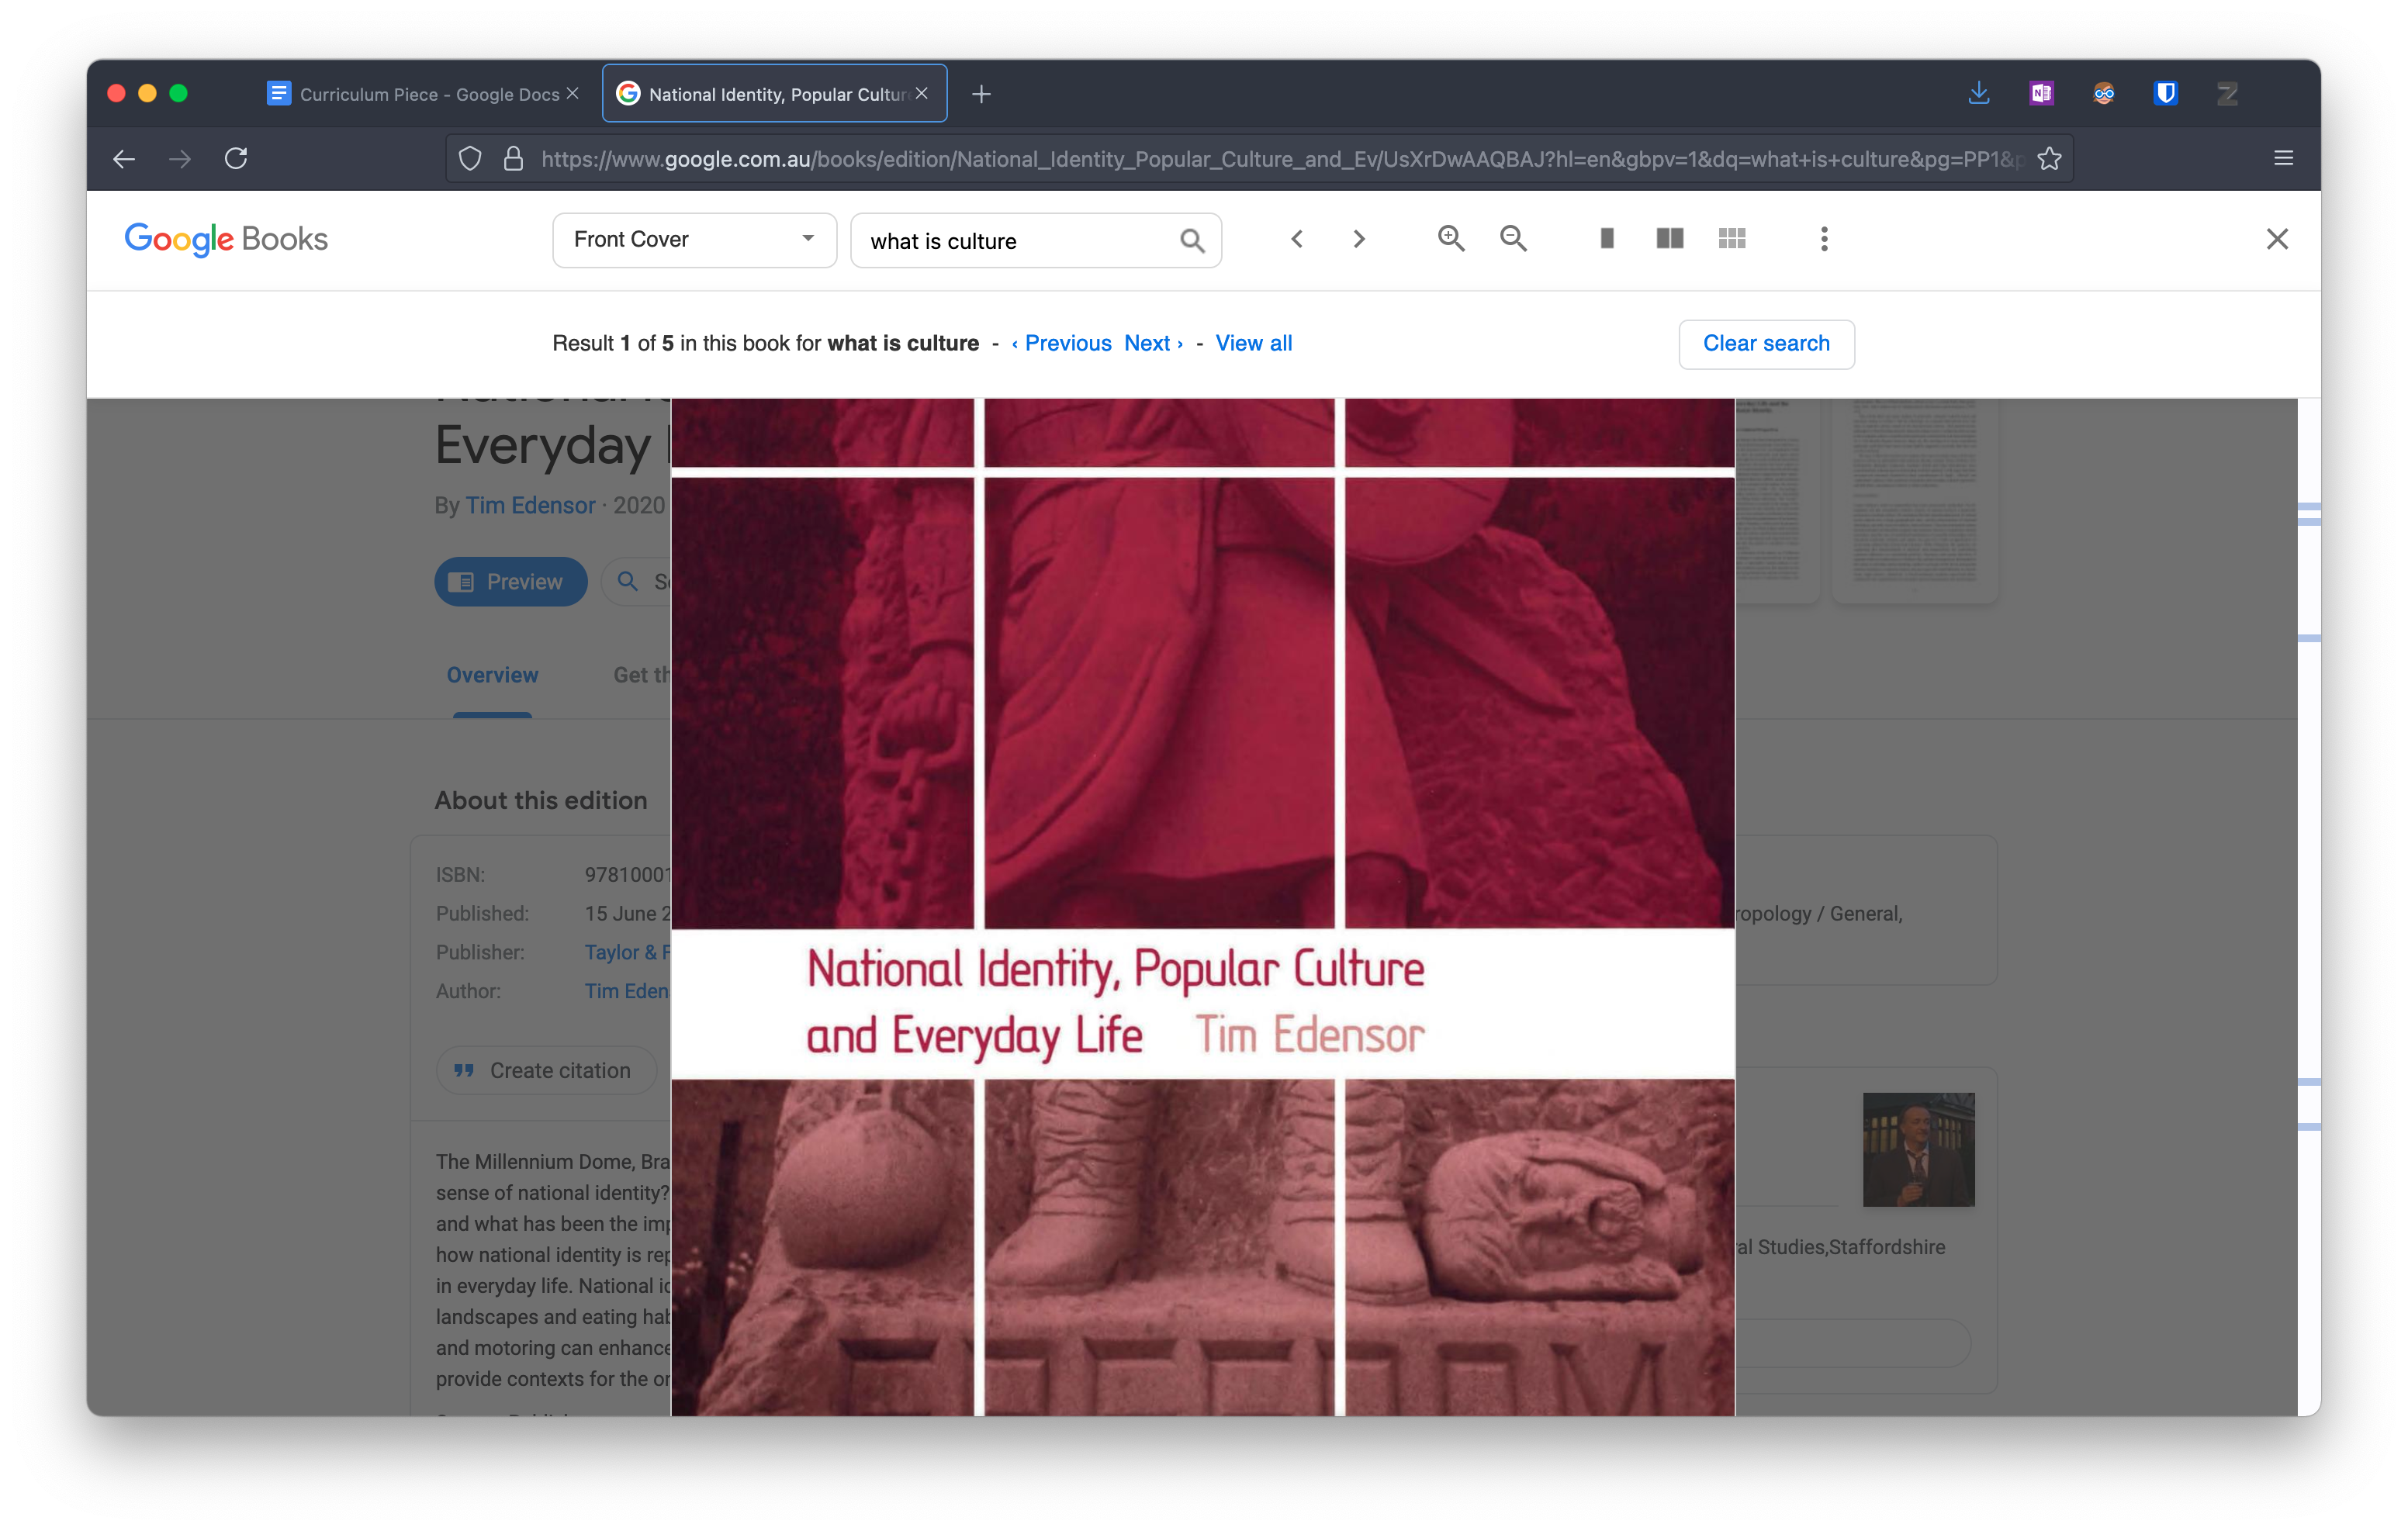 Curriculum Piece - Google Docs
National Identity, Popular Cultur
https://www.google.com.au/books/edition/National_Identity_Popular_Culture_and_Ev/UsXrDwAAQBAJ?hl=en&gbpv=1&dq=what+is+culture&pg=PP1&p
Google Books
Front Cover
what is culture
Result 1 of 5 in this book for what is culture - ‹ Previous Next › - View all
Clear search
Everyday
By Tim Edensor · 2020
Preview
Overview
Get th
About this edition
ISBN: 9781000
Published: 15 June 2
Publisher: Taylor & F
Author: Tim Eden
Create citation
The Millennium Dome, Bra
sense of national identity?
and what has been the imp
how national identity is rep
in everyday life. National id
landscapes and eating hab
and motoring can enhance
provide contexts for the or
National Identity, Popular Culture
and Everyday Life Tim Edensor
FREEDOM
ropology / General,
al Studies,Staffordshire